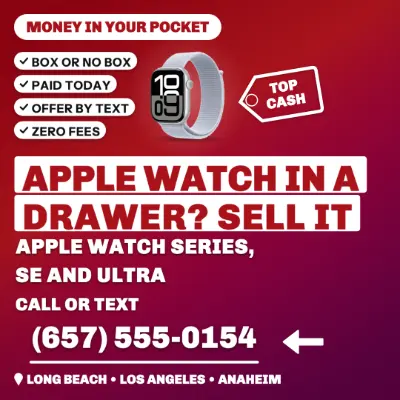 MONEY IN YOUR POCKET
BOX OR NO BOX
PAID TODAY
OFFER BY TEXT
ZERO FEES
10
09
TOP
CASH
APPLE WATCH IN A
DRAWER? SELL IT
APPLE WATCH SERIES,
SE AND ULTRA
CALL OR TEXT
(657) 555-0154
LONG BEACH • LOS ANGELES • ANAHEIM